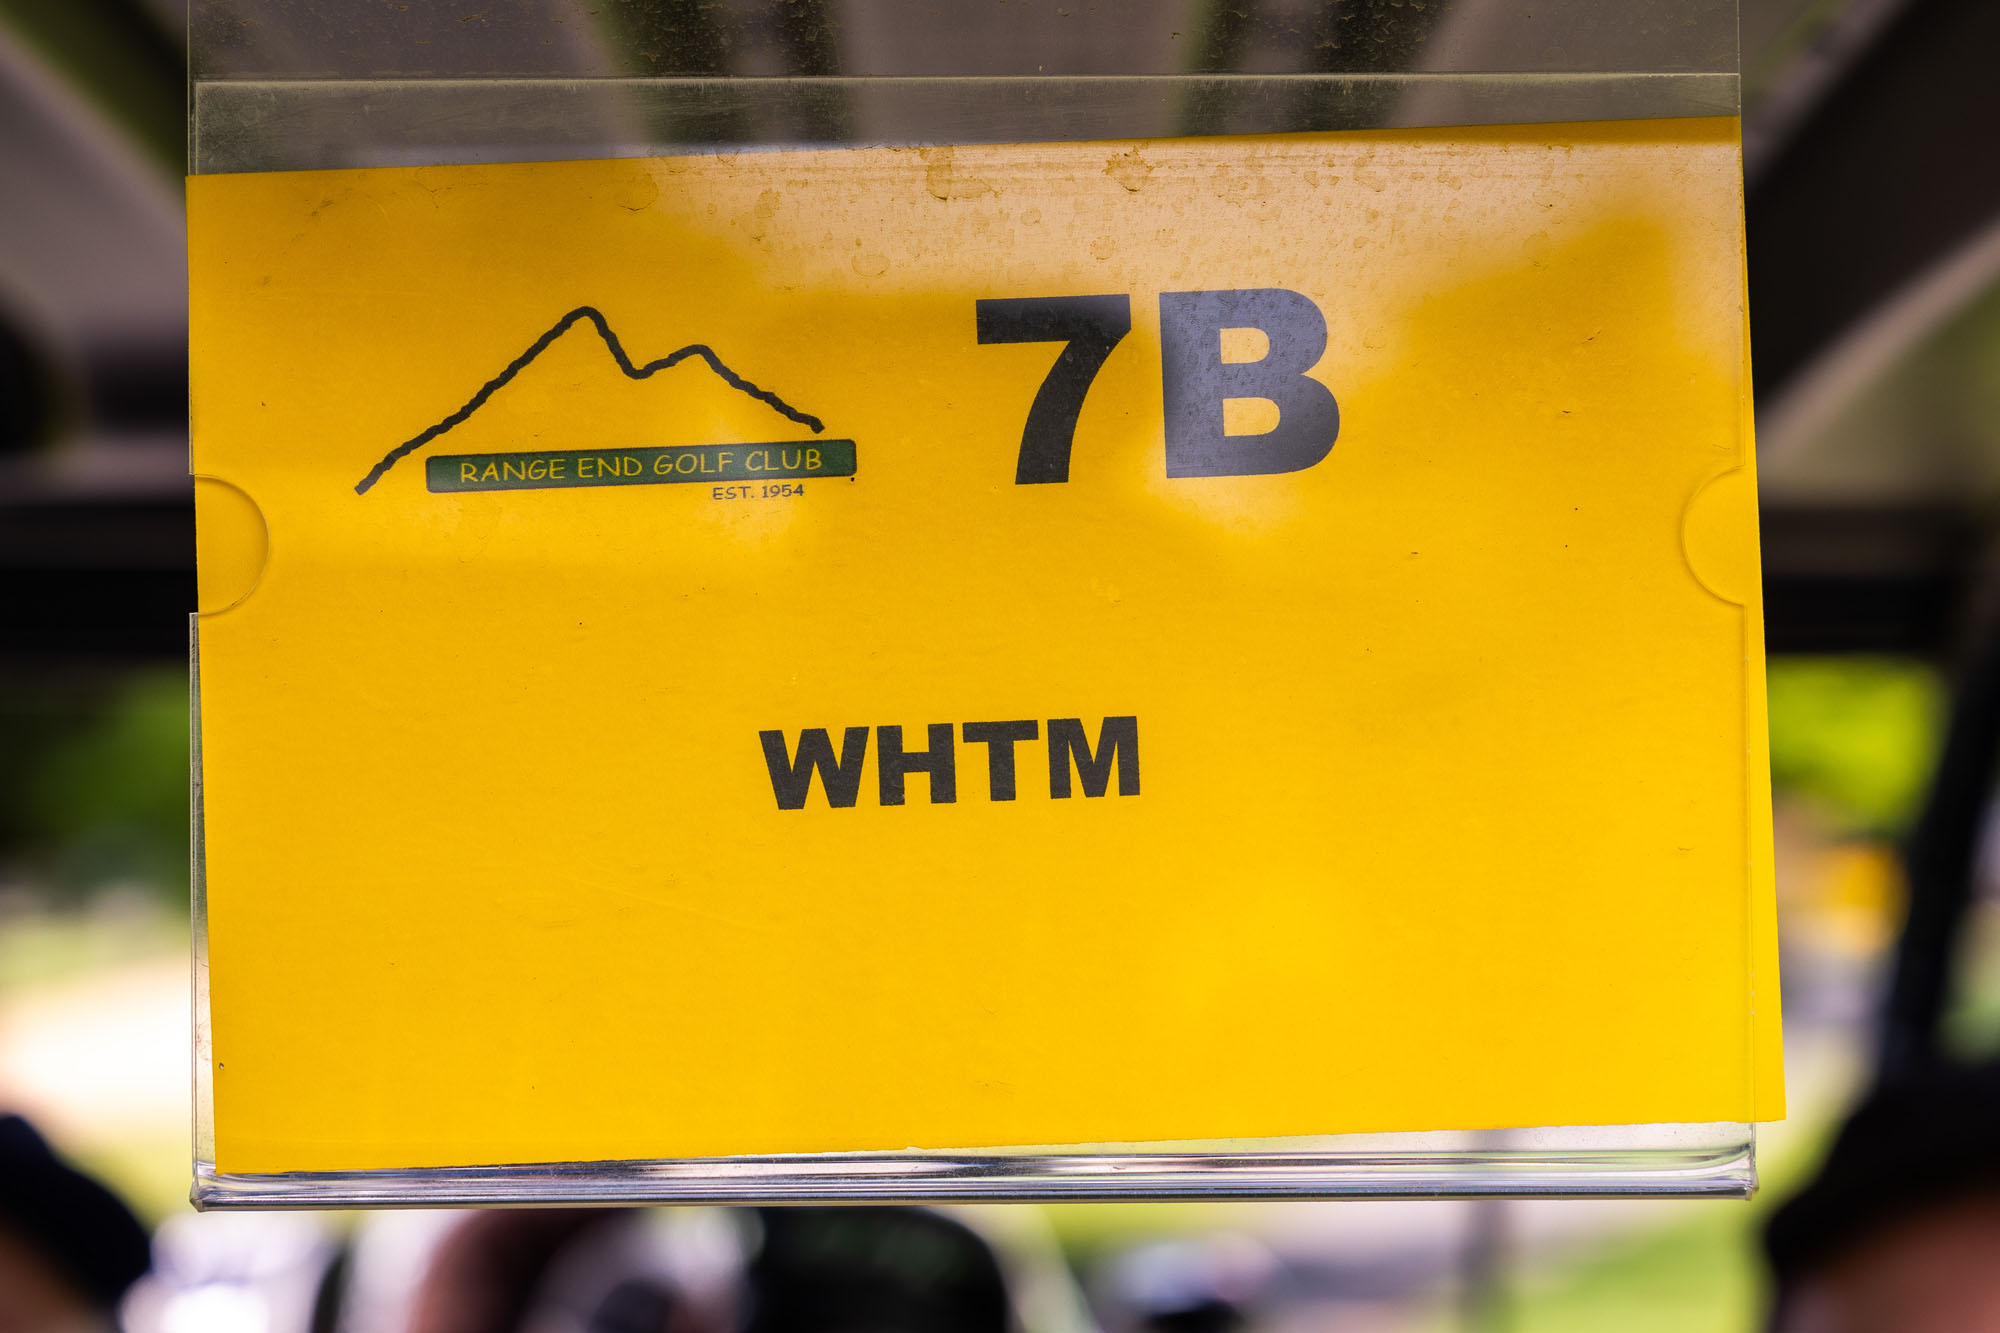 7B
RANGE END GOLF CLUB
EST. 1954
WHTM